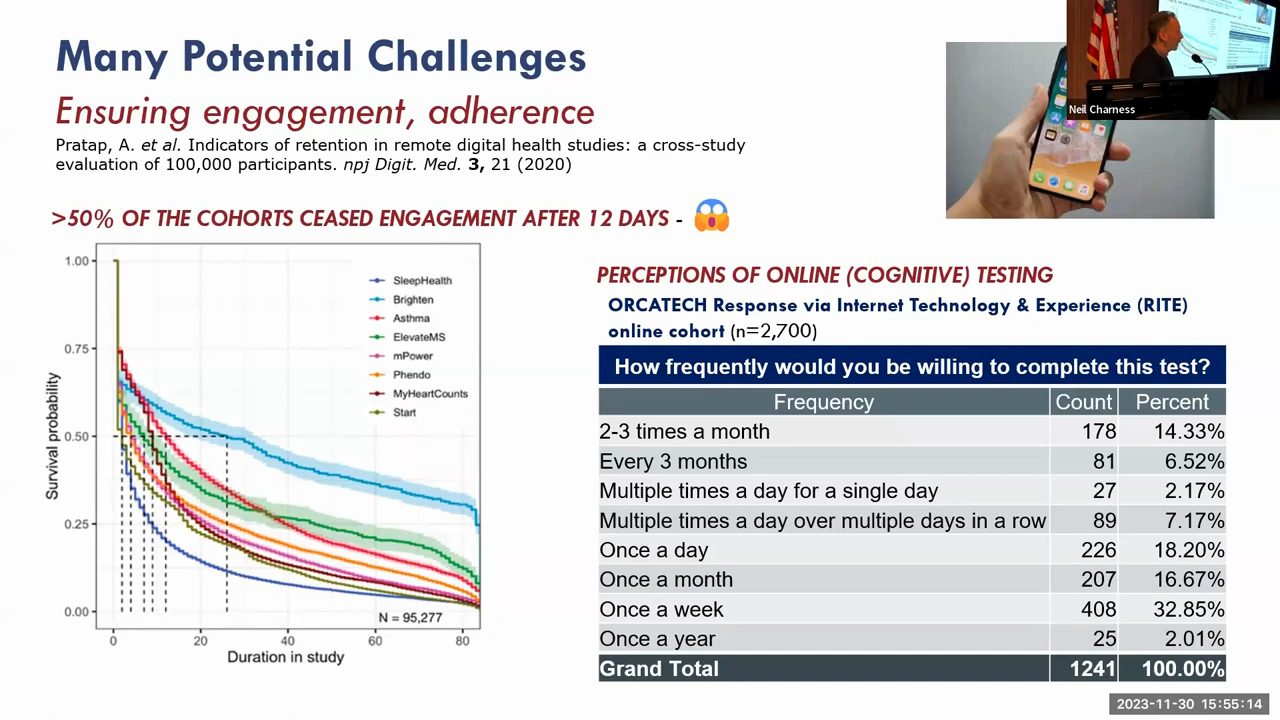 Many Potential Challenges
Ensuring engagement, adherence
Pratap, A. et al. Indicators of retention in remote digital health studies: a cross-study
evaluation of 100,000 participants. npj Digit. Med. 3, 21 (2020)
Neil Charness
>50% OF THE COHORTS CEASED ENGAGEMENT AFTER 12 DAYS -
Survival probability
1.00
0.75
0.50
0.25
0.00
SleepHealth
Brighten
Asthma
ElevateMS
mPower
Phendo
MyHeartCounts
Start
N = 95,277
0 20 40 60 80
Duration in study
PERCEPTIONS OF ONLINE (COGNITIVE) TESTING
ORCATECH Response via Internet Technology & Experience (RITE)
online cohort (n=2,700)
How frequently would you be willing to complete this test?
Frequency Count Percent
2-3 times a month 178 14.33%
Every 3 months 81 6.52%
Multiple times a day for a single day 27 2.17%
Multiple times a day over multiple days in a row 89 7.17%
Once a day 226 18.20%
Once a month 207 16.67%
Once a week 408 32.85%
Once a year 25 2.01%
Grand Total 1241 100.00%
2023-11-30 15:55:14